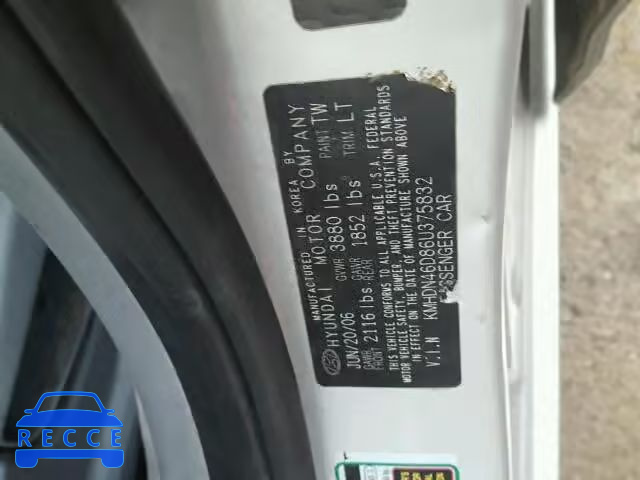 MANUFACTURED IN KOREA BY
HYUNDAI MOTOR COMPANY
JUN/20/06 GVWR 3880 lbs PAINT TW
GAWR FRONT 2116 lbs GAWR REAR 1852 lbs TRIM LT
THIS VEHICLE CONFORMS TO ALL APPLICABLE U.S.A. FEDERAL
MOTOR VEHICLE SAFETY, BUMPER, AND THEFT PREVENTION STANDARDS
IN EFFECT ON THE DATE OF MANUFACTURE SHOWN ABOVE
V.I.N KMHDN46D86U375832
PASSENGER CAR
RECCE